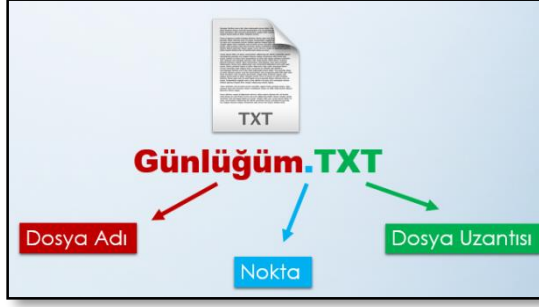 TXT
Günlüğüm.TXT
Dosya Adı
Dosya Uzantısı
Nokta